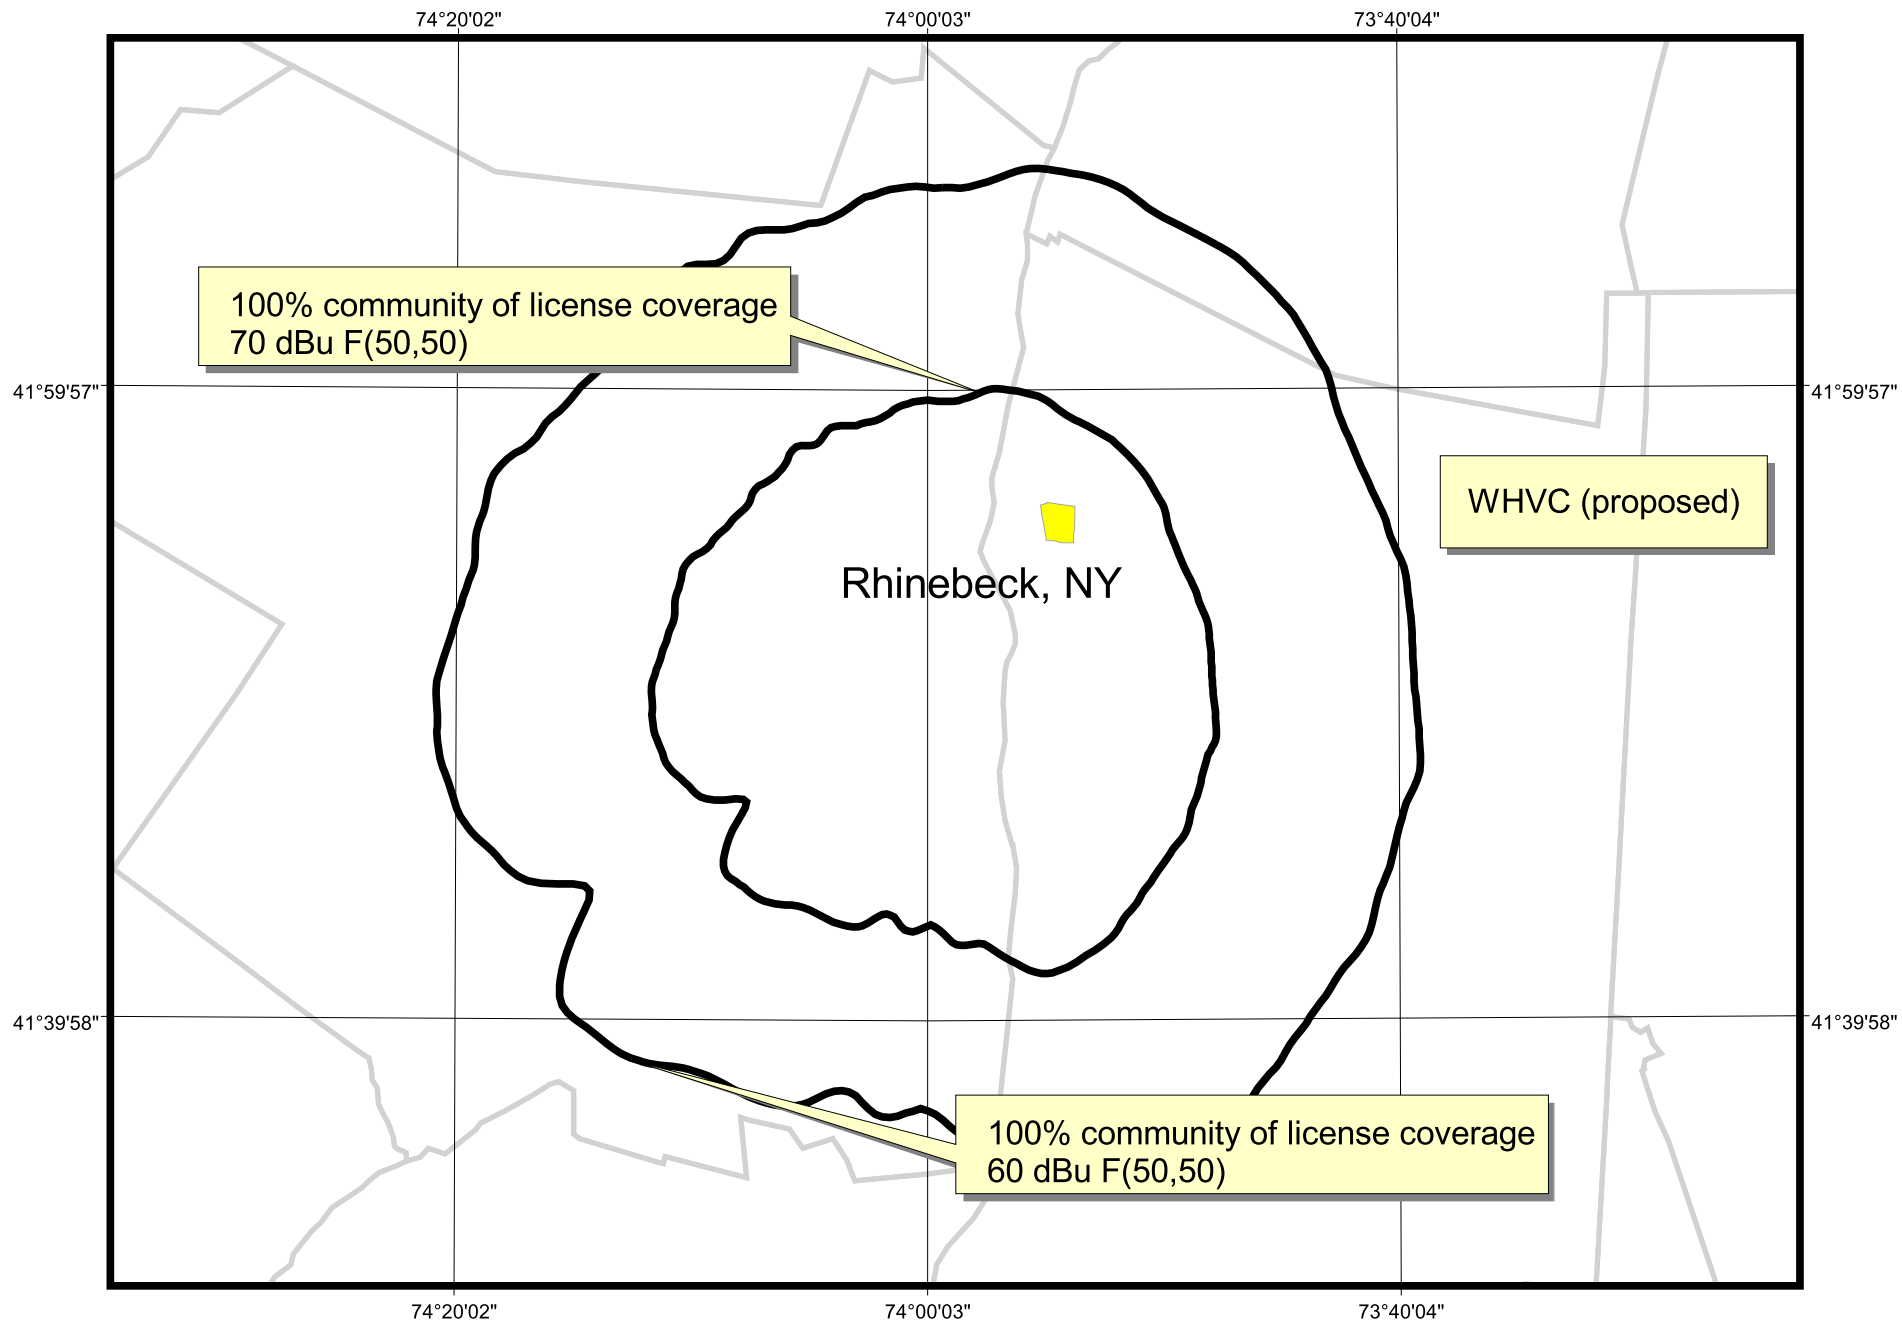 74°20'02" 74°00'03" 73°40'04"
100% community of license coverage
70 dBu F(50,50)
41°59'57" 41°59'57"
WHVC (proposed)
Rhinebeck, NY
41°39'58" 41°39'58"
100% community of license coverage
60 dBu F(50,50)
74°20'02" 74°00'03" 73°40'04"